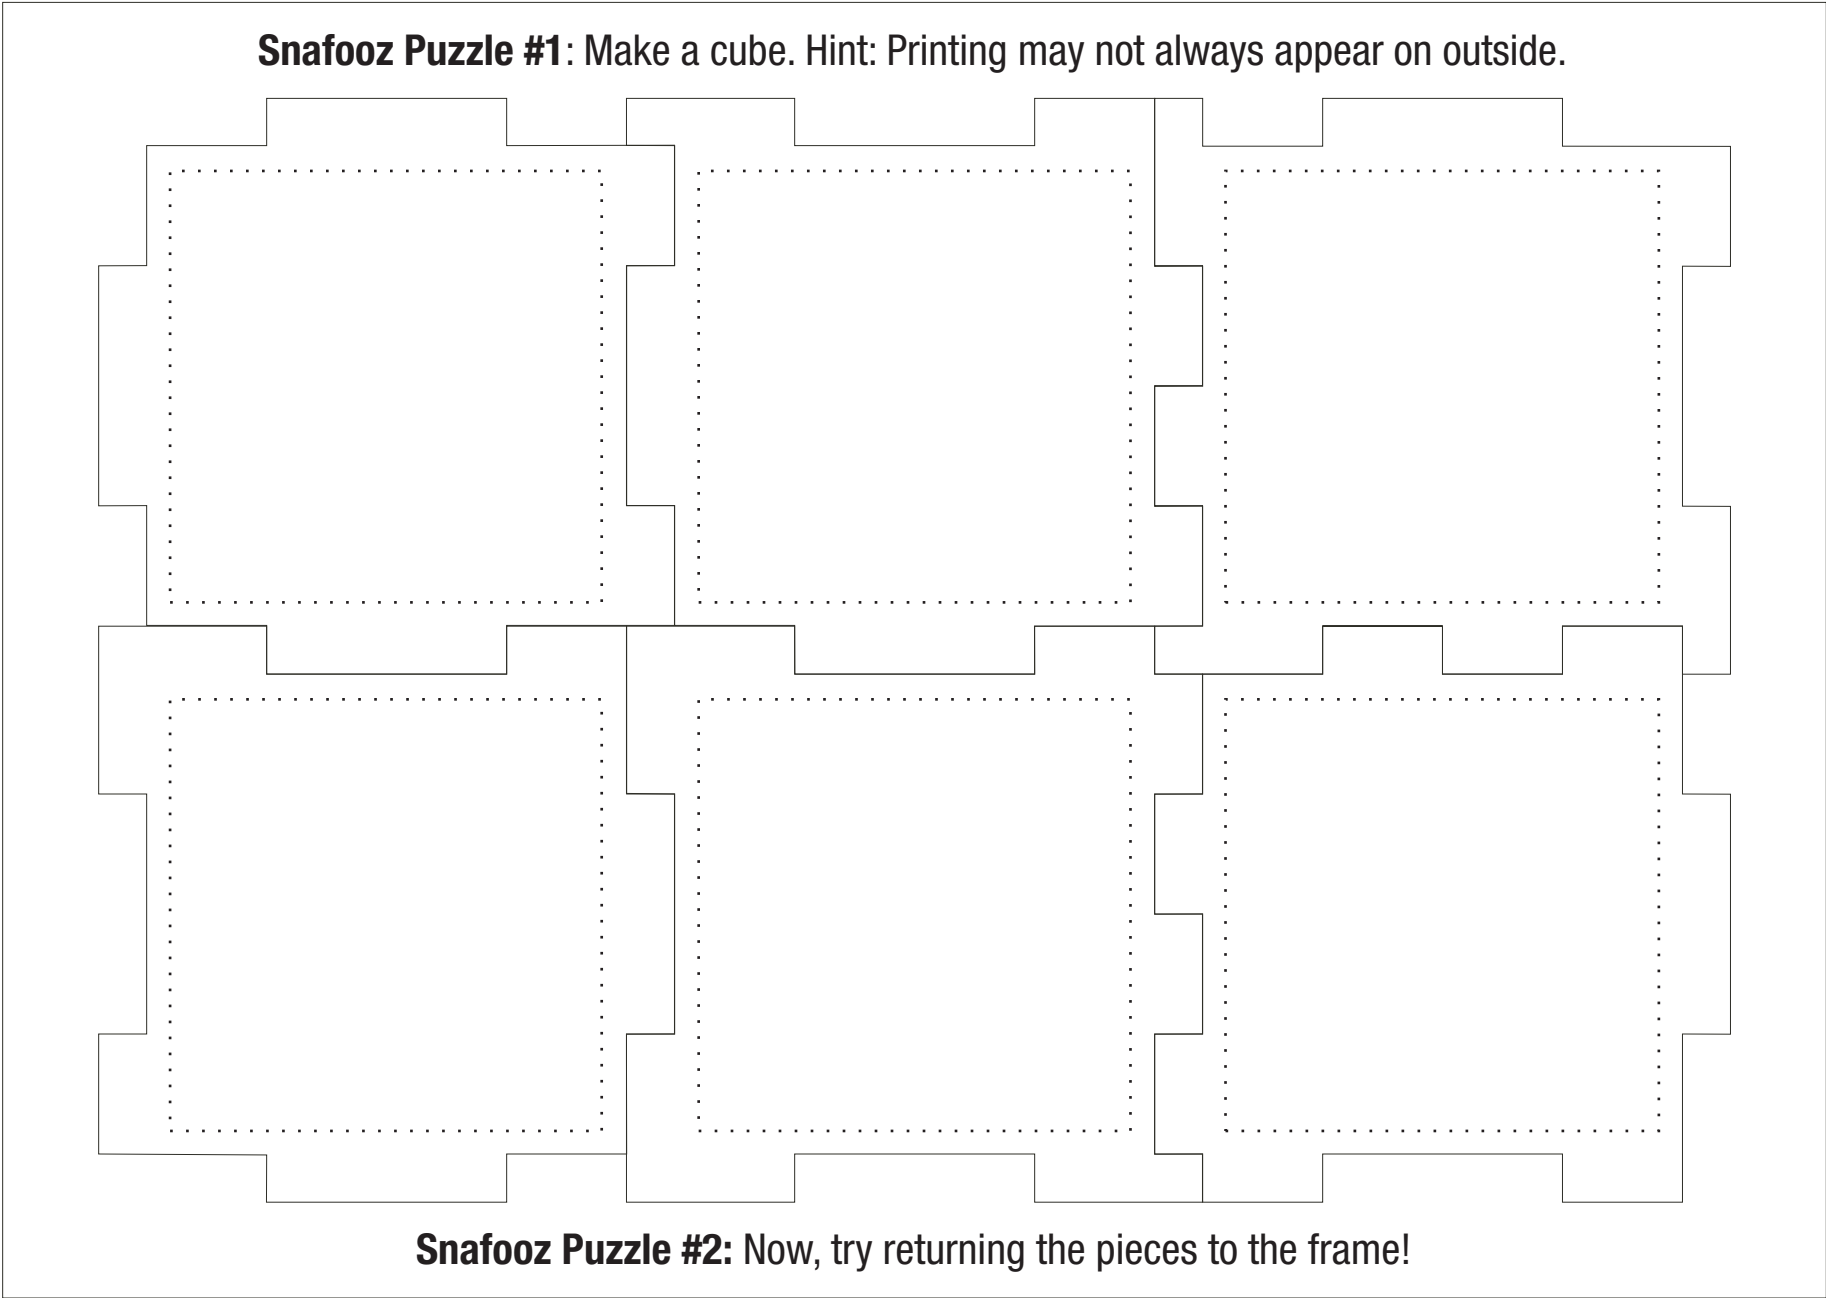 Snafooz Puzzle #1: Make a cube. Hint: Printing may not always appear on outside.
Snafooz Puzzle #2: Now, try returning the pieces to the frame!